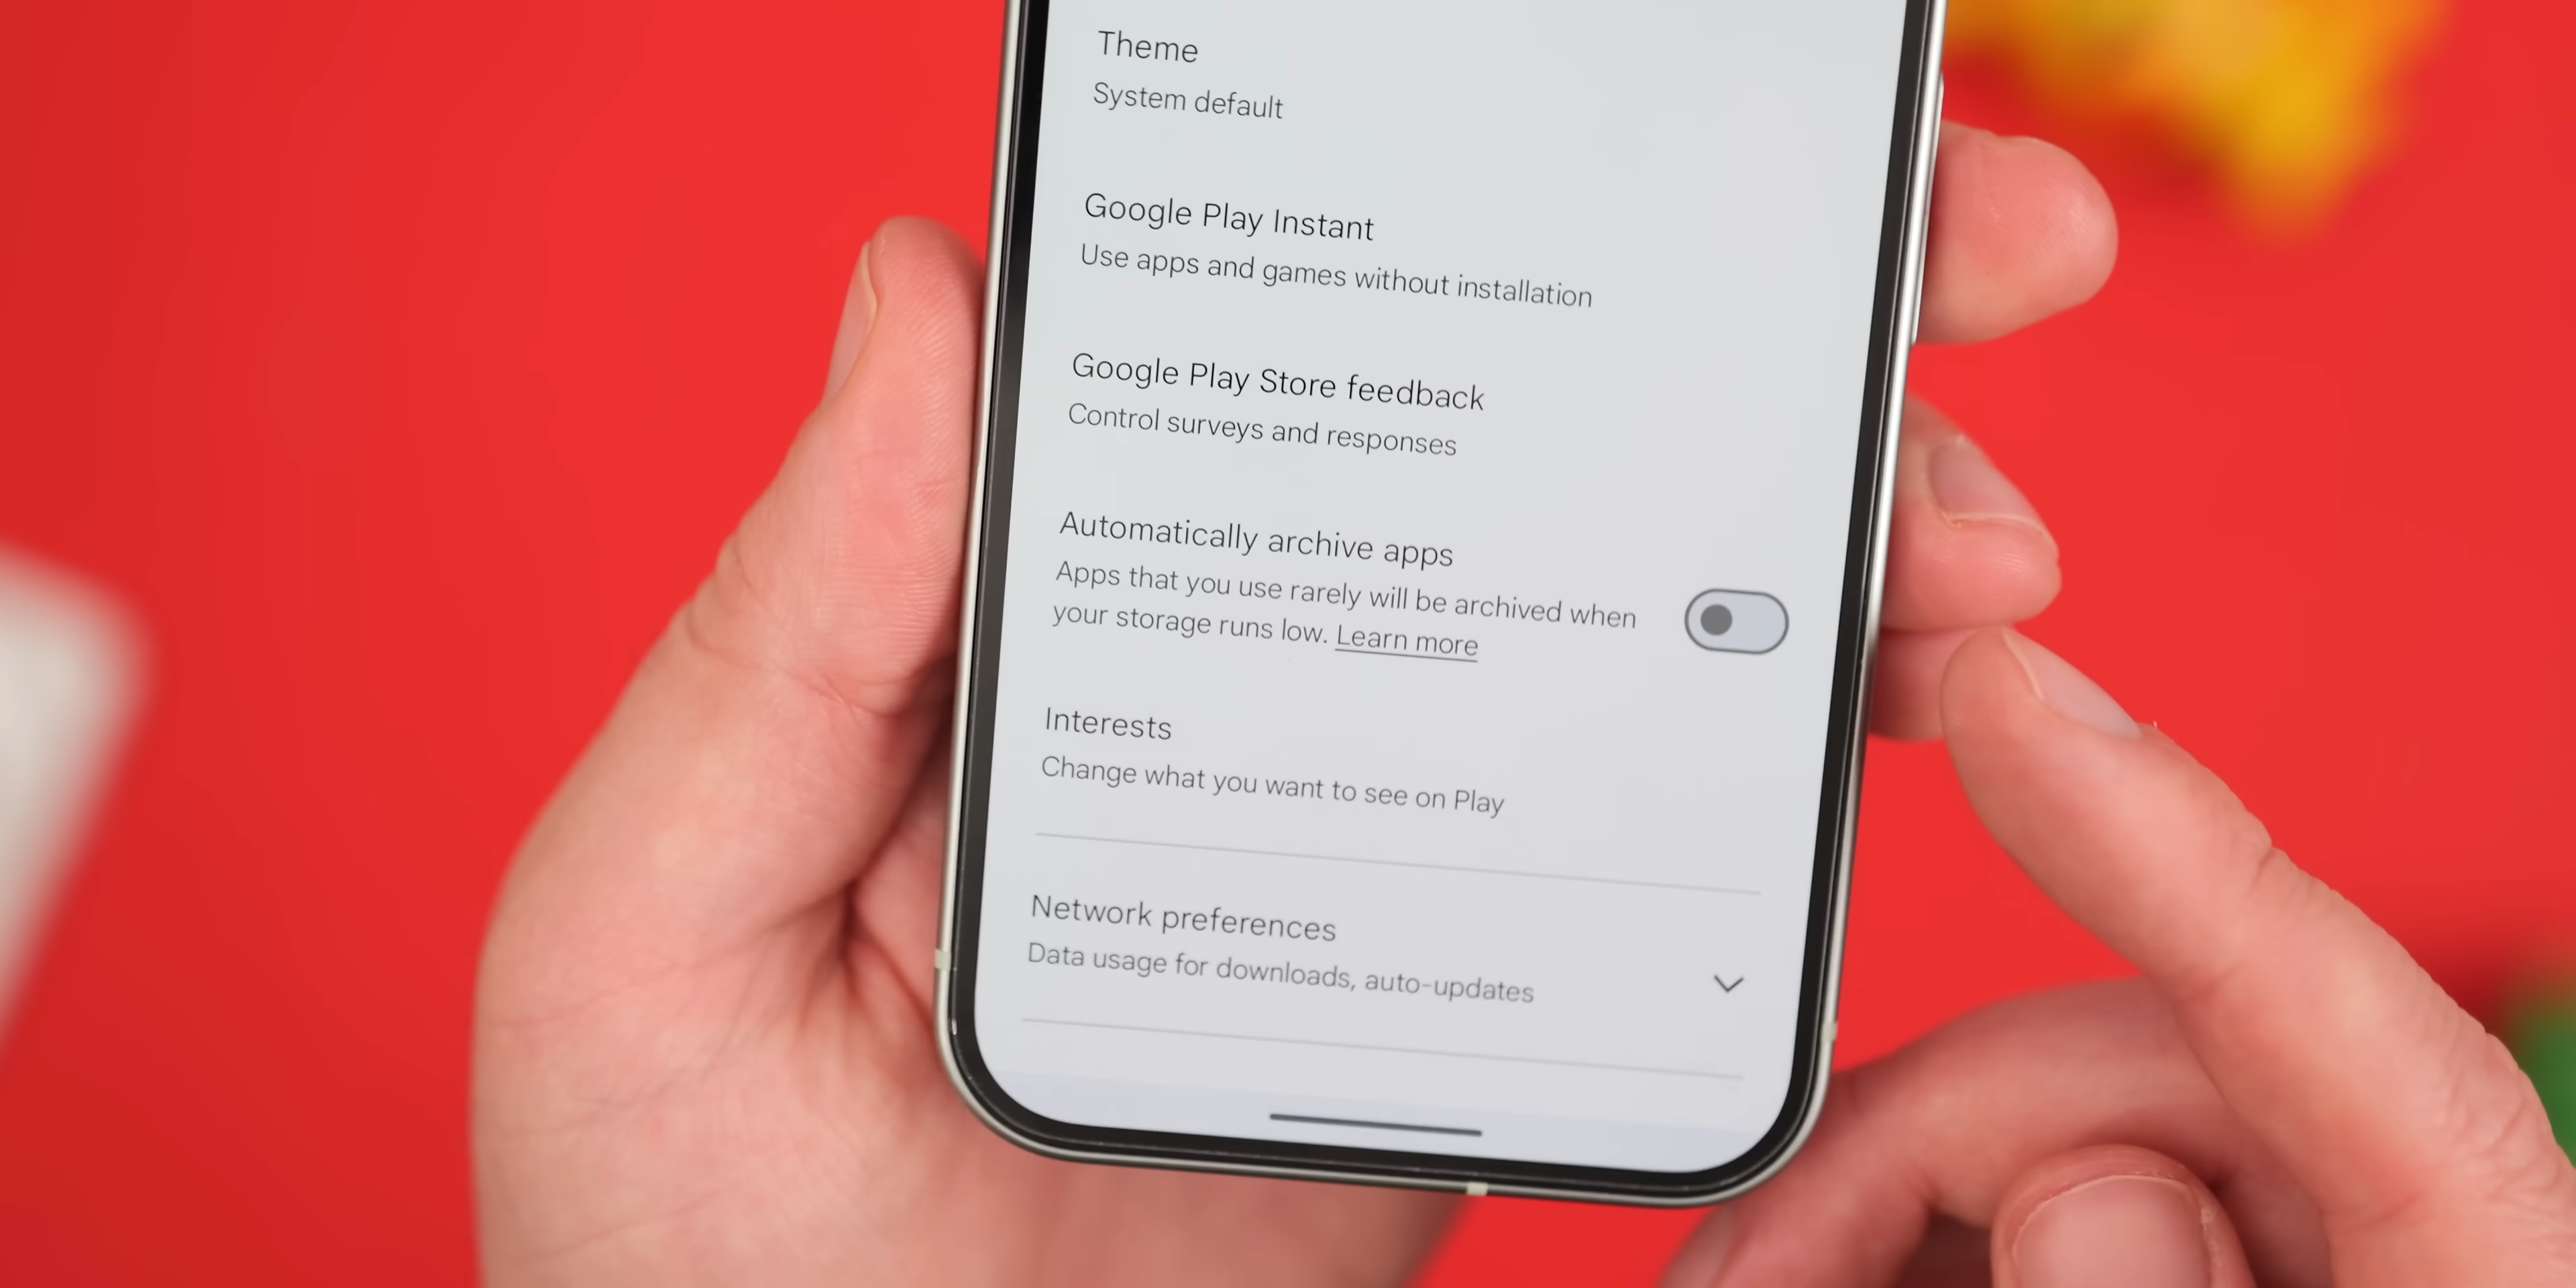 Theme
System default
Google Play Instant
Use apps and games without installation
Google Play Store feedback
Control surveys and responses
Automatically archive apps
Apps that you use rarely will be archived when
your storage runs low. Learn more
Interests
Change what you want to see on Play
Network preferences
Data usage for downloads, auto-updates